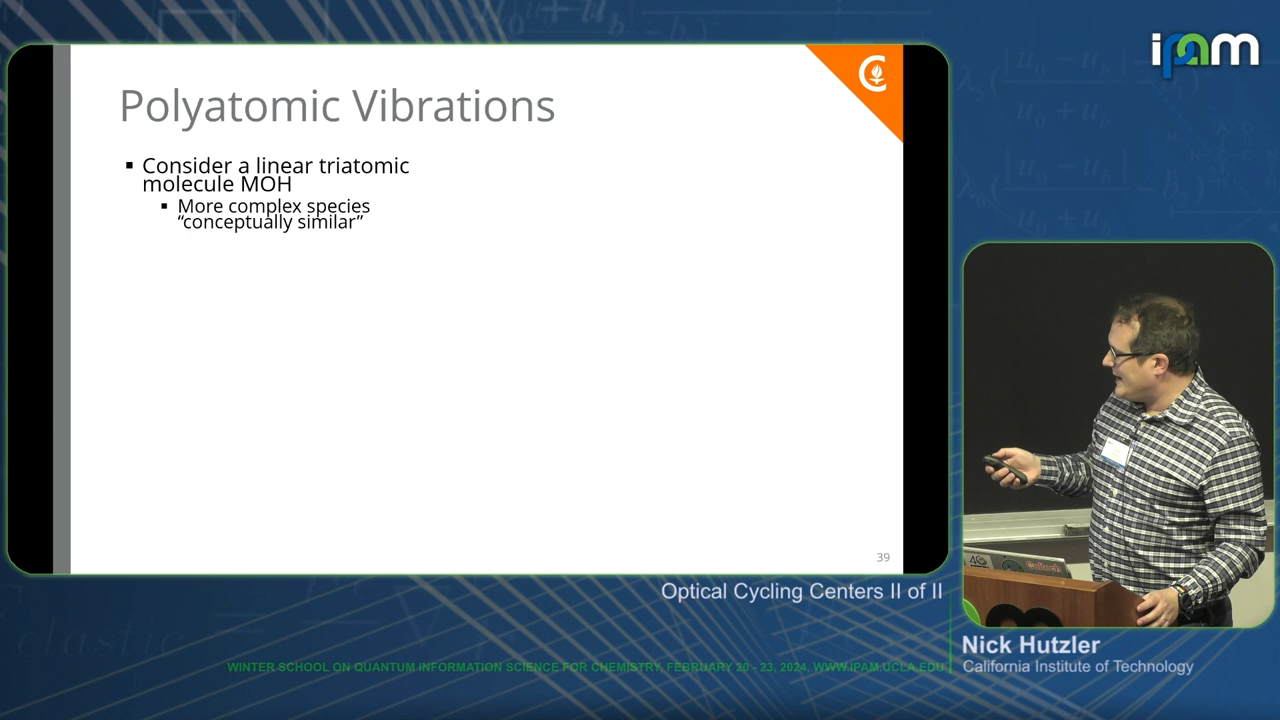 ipam
Polyatomic Vibrations
Consider a linear triatomic
molecule MOH
More complex species
“conceptually similar”
39
Optical Cycling Centers II of II
Nick Hutzler
California Institute of Technology
WINTER SCHOOL ON QUANTUM INFORMATION SCIENCE FOR CHEMISTRY, FEBRUARY 20 - 23, 2024, WWW.IPAM.UCLA.EDU
elastic